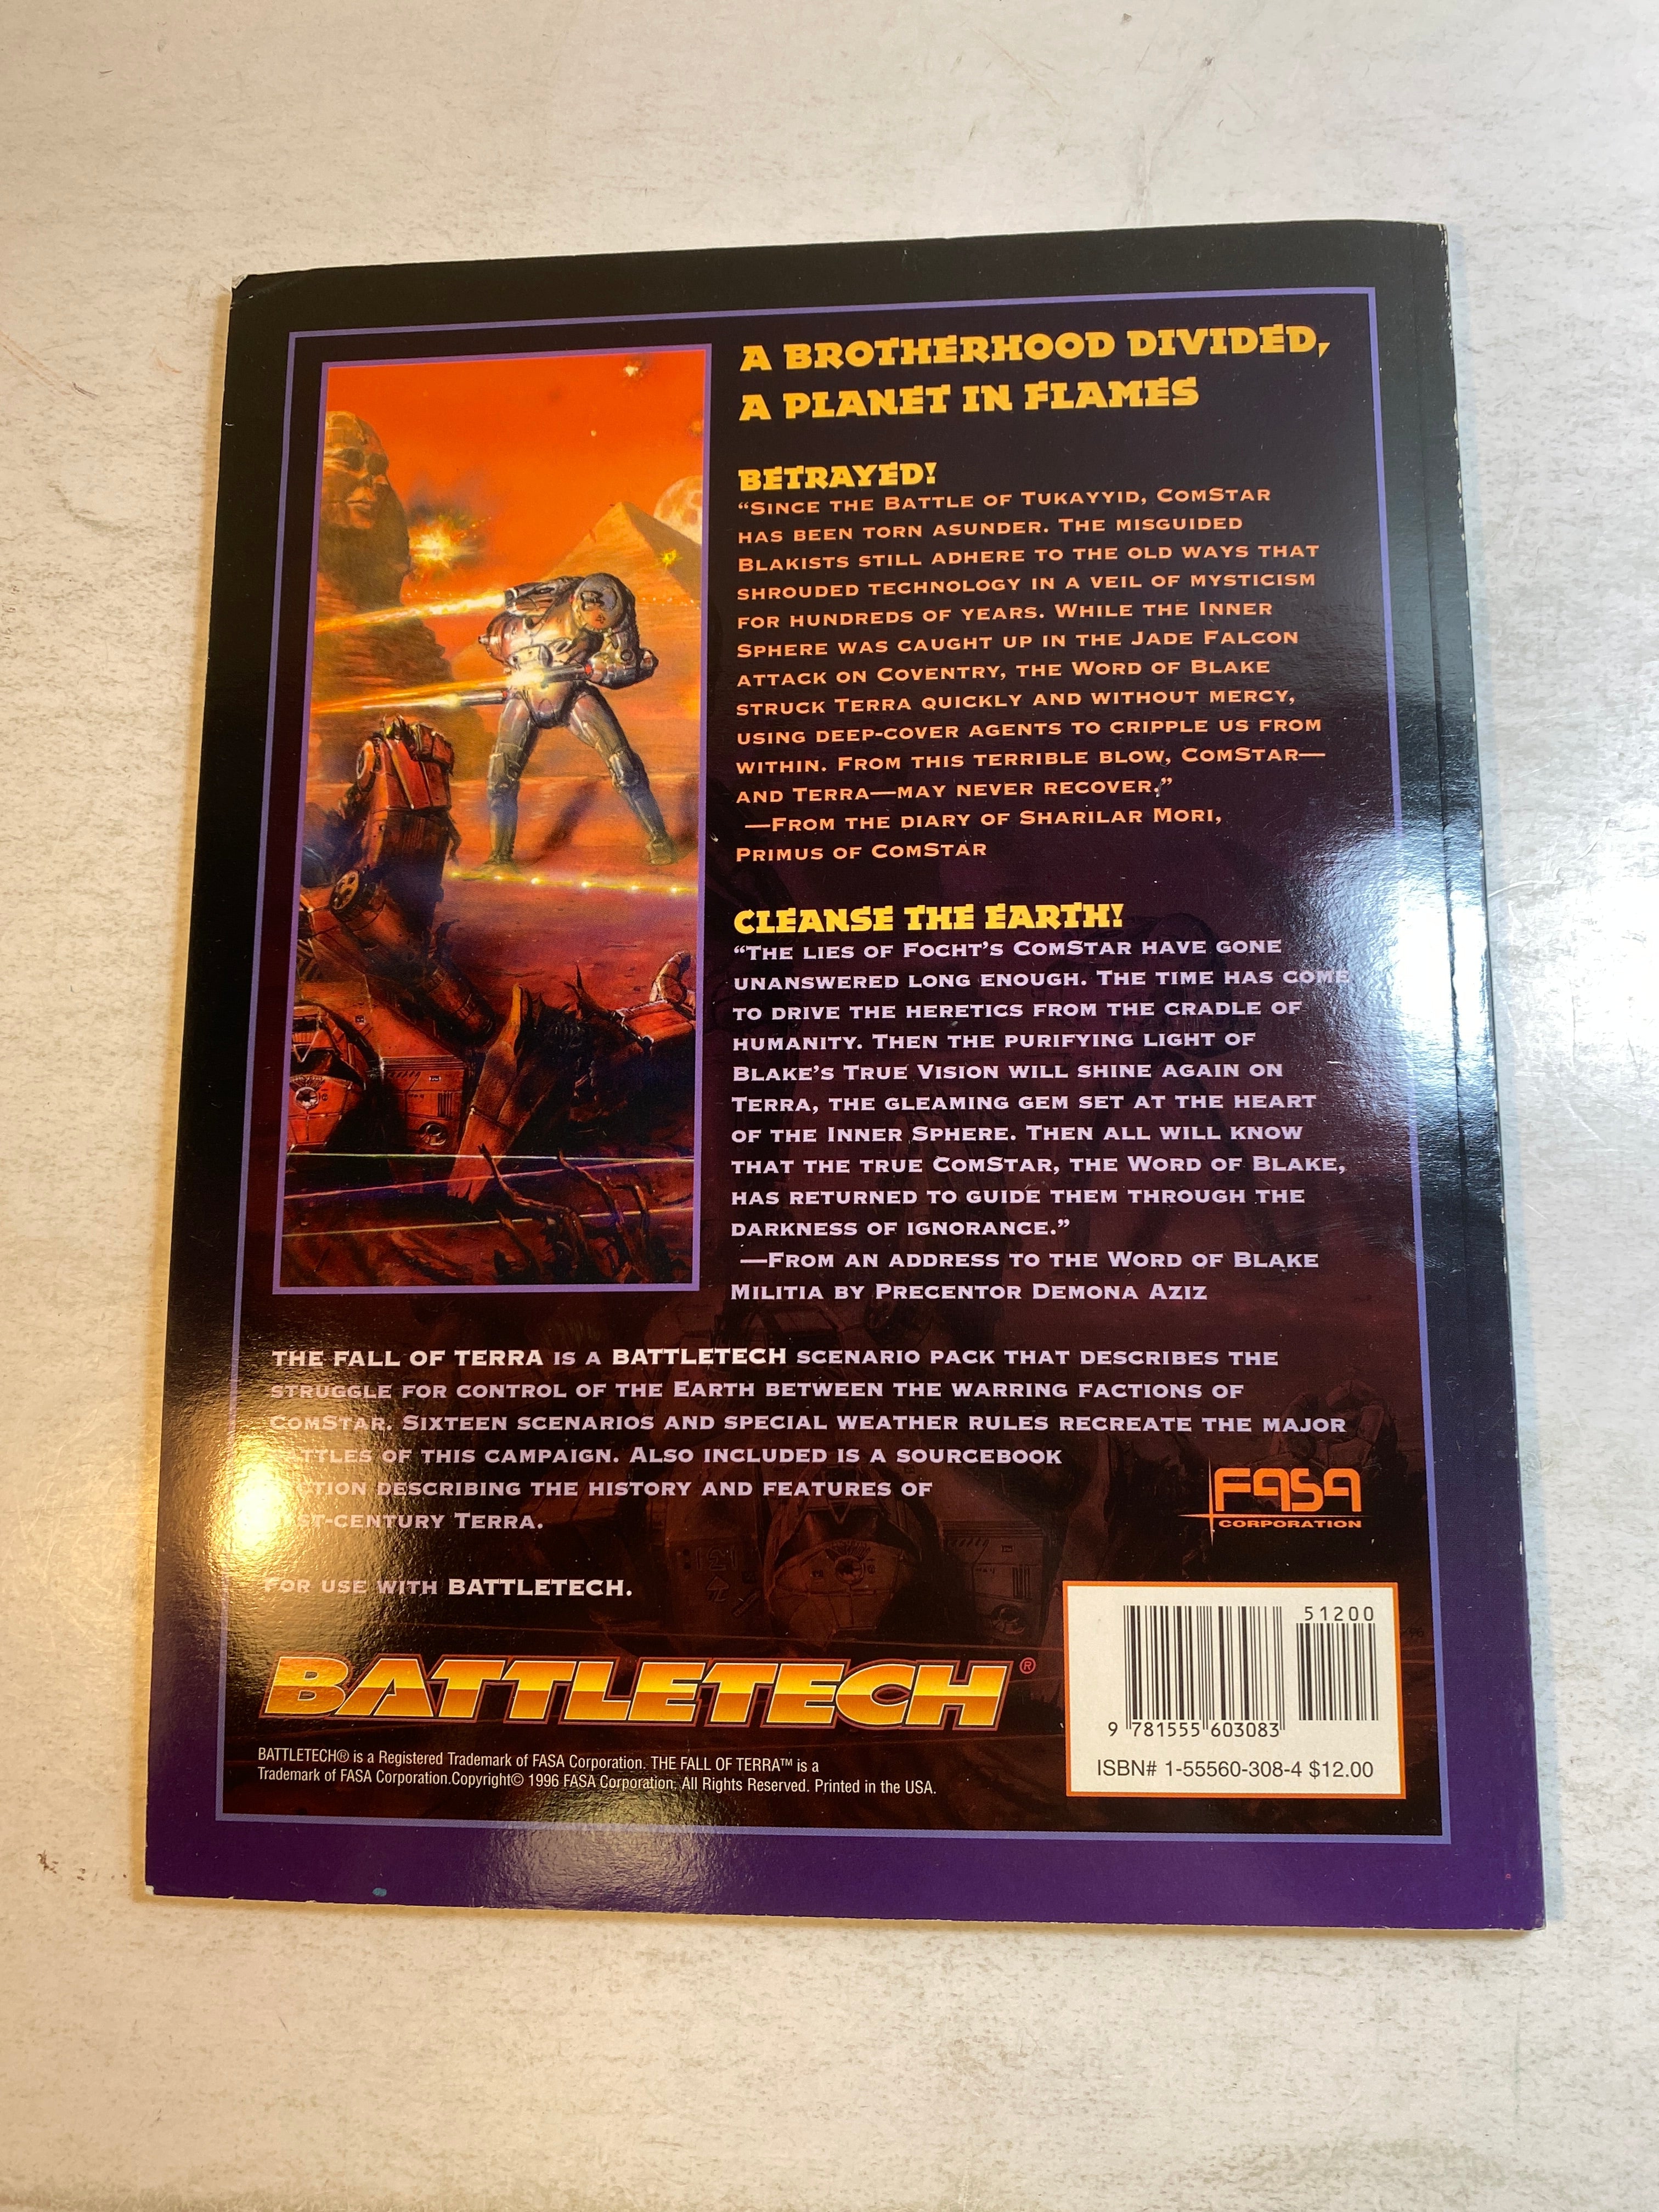 A BROTHERHOOD DIVIDED,
A PLANET IN FLAMES
BETRAYED!
“SINCE THE BATTLE OF TUKAYYID, COMSTAR
HAS BEEN TORN ASUNDER. THE MISGUIDED
BLAKISTS STILL ADHERE TO THE OLD WAYS THAT
SHROUDED TECHNOLOGY IN A VEIL OF MYSTICISM
FOR HUNDREDS OF YEARS. WHILE THE INNER
SPHERE WAS CAUGHT UP IN THE JADE FALCON
ATTACK ON COVENTRY, THE WORD OF BLAKE
STRUCK TERRA QUICKLY AND WITHOUT MERCY,
USING DEEP-COVER AGENTS TO CRIPPLE US FROM
WITHIN. FROM THIS TERRIBLE BLOW, COMSTAR—
AND TERRA—MAY NEVER RECOVER.”
—FROM THE DIARY OF SHARILAR MORI,
PRIMUS OF COMSTAR
CLEANSE THE EARTH!
“THE LIES OF FOCHT’S COMSTAR HAVE GONE
UNANSWERED LONG ENOUGH. THE TIME HAS COME
TO DRIVE THE HERETICS FROM THE CRADLE OF
HUMANITY. THEN THE PURIFYING LIGHT OF
BLAKE’S TRUE VISION WILL SHINE AGAIN ON
TERRA, THE GLEAMING GEM SET AT THE HEART
OF THE INNER SPHERE. THEN ALL WILL KNOW
THAT THE TRUE COMSTAR, THE WORD OF BLAKE,
HAS RETURNED TO GUIDE THEM THROUGH THE
DARKNESS OF IGNORANCE.”
—FROM AN ADDRESS TO THE WORD OF BLAKE
MILITIA BY PRECENTOR DEMONA AZIZ
THE FALL OF TERRA IS A BATTLETECH SCENARIO PACK THAT DESCRIBES THE
STRUGGLE FOR CONTROL OF THE EARTH BETWEEN THE WARRING FACTIONS OF
COMSTAR. SIXTEEN SCENARIOS AND SPECIAL WEATHER RULES RECREATE THE MAJOR
BATTLES OF THIS CAMPAIGN. ALSO INCLUDED IS A SOURCEBOOK
DESCRIBING THE HISTORY AND FEATURES OF
TERRA.
FOR USE WITH BATTLETECH.
FASA
CORPORATION
BATTLETECH®
BATTLETECH® is a Registered Trademark of FASA Corporation. THE FALL OF TERRA™ is a
Trademark of FASA Corporation.Copyright© 1996 FASA Corporation. All Rights Reserved. Printed in the USA.
51200
9 781555 603083
ISBN# 1-55560-308-4 $12.00